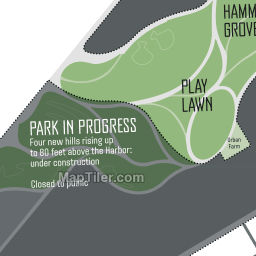 HAMM
GROVE
PLAY
LAWN
Urban
Farm
PARK IN PROGRESS
Four new hills rising up
to 80 feet above the Harbor:
under construction
Closed to public
MapTiler.com